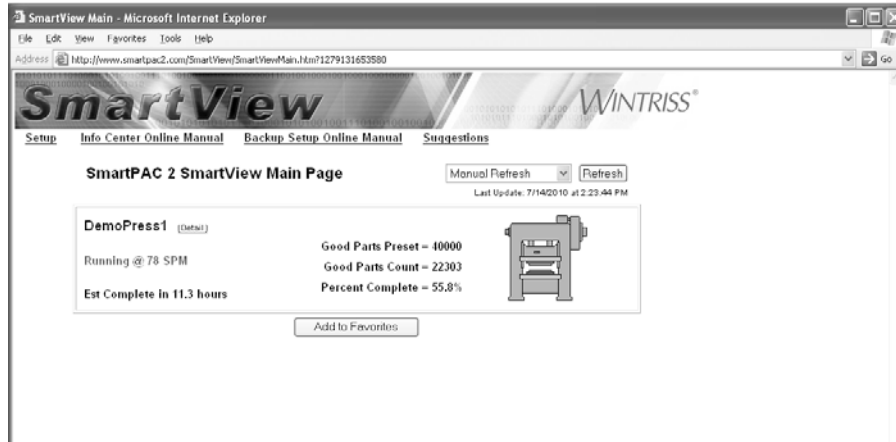 SmartView Main - Microsoft Internet Explorer
File Edit View Favorites Tools Help
Address http://www.smartpac2.com/SmartView/SmartViewMain.htm?1279131653580 Go
SmartView WINTRISS®
Setup Info Center Online Manual Backup Setup Online Manual Suggestions
SmartPAC 2 SmartView Main Page Manual Refresh Refresh
Last Update: 7/14/2010 at 2:23:44 PM
DemoPress1 [Detail]
Good Parts Preset = 40000
Running @ 78 SPM
Good Parts Count = 22303
Percent Complete = 55.8%
Est Complete in 11.3 hours
Add to Favorites